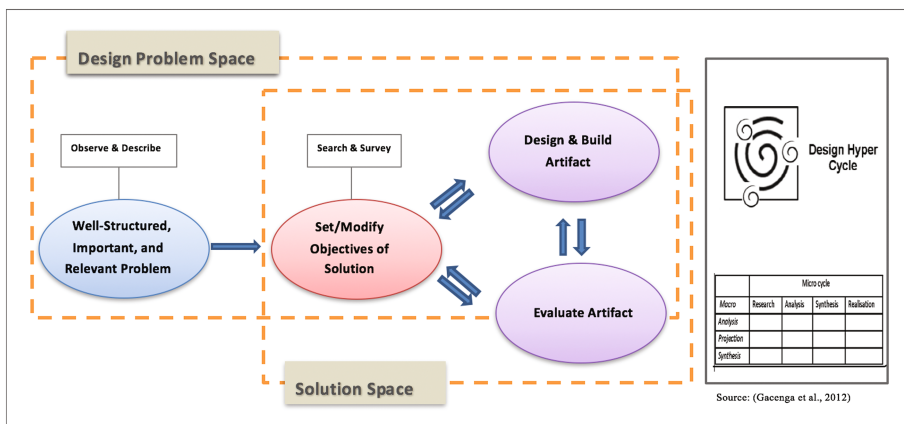 Design Problem Space
Observe & Describe
Well-Structured,
Important, and
Relevant Problem
Search & Survey
Set/Modify
Objectives of
Solution
Design & Build
Artifact
Evaluate Artifact
Solution Space
Design Hyper
Cycle
Micro cycle
Macro Research Analysis Synthesis Realisation
Analysis
Projection
Synthesis
Source: (Gacenga et al., 2012)